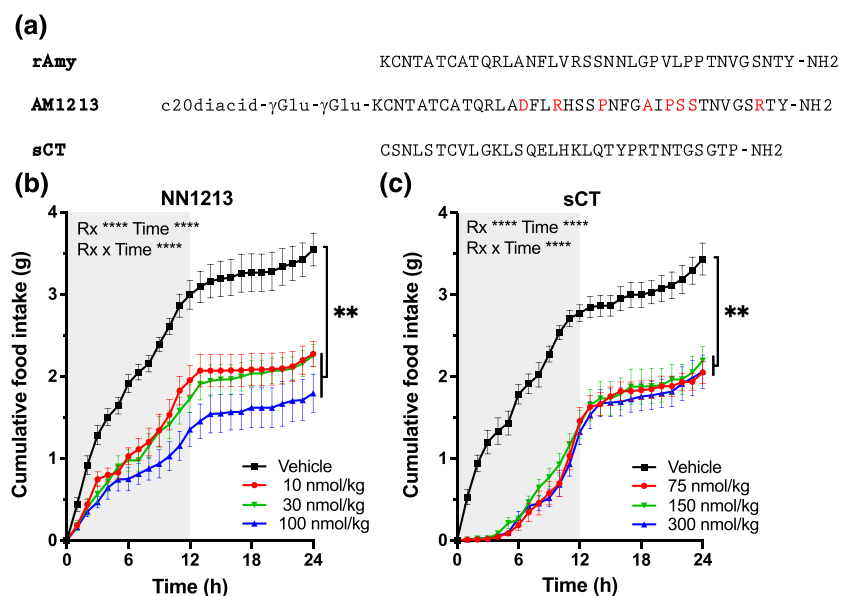 (a)
rAmy KCNTATCATQRLANFLVRSSNNLGPVLPPTNVGSNTY-NH2
AM1213 c20diacid-γGlu-γGlu-KCNTATCATQRLADFLRHSSPNFGAIPSSTNVGSRTY-NH2
sCT CSNLSTCVLGKLSQELHKLQTYPRTNTGSGTP-NH2
(b) NN1213
Rx **** Time ****
Rx x Time ****
Cumulative food intake (g)
4
3
2
1
0
**
Vehicle
10 nmol/kg
30 nmol/kg
100 nmol/kg
0 6 12 18 24
Time (h)
(c) sCT
Rx **** Time ****
Rx x Time ****
Cumulative food intake (g)
4
3
2
1
0
**
Vehicle
75 nmol/kg
150 nmol/kg
300 nmol/kg
0 6 12 18 24
Time (h)